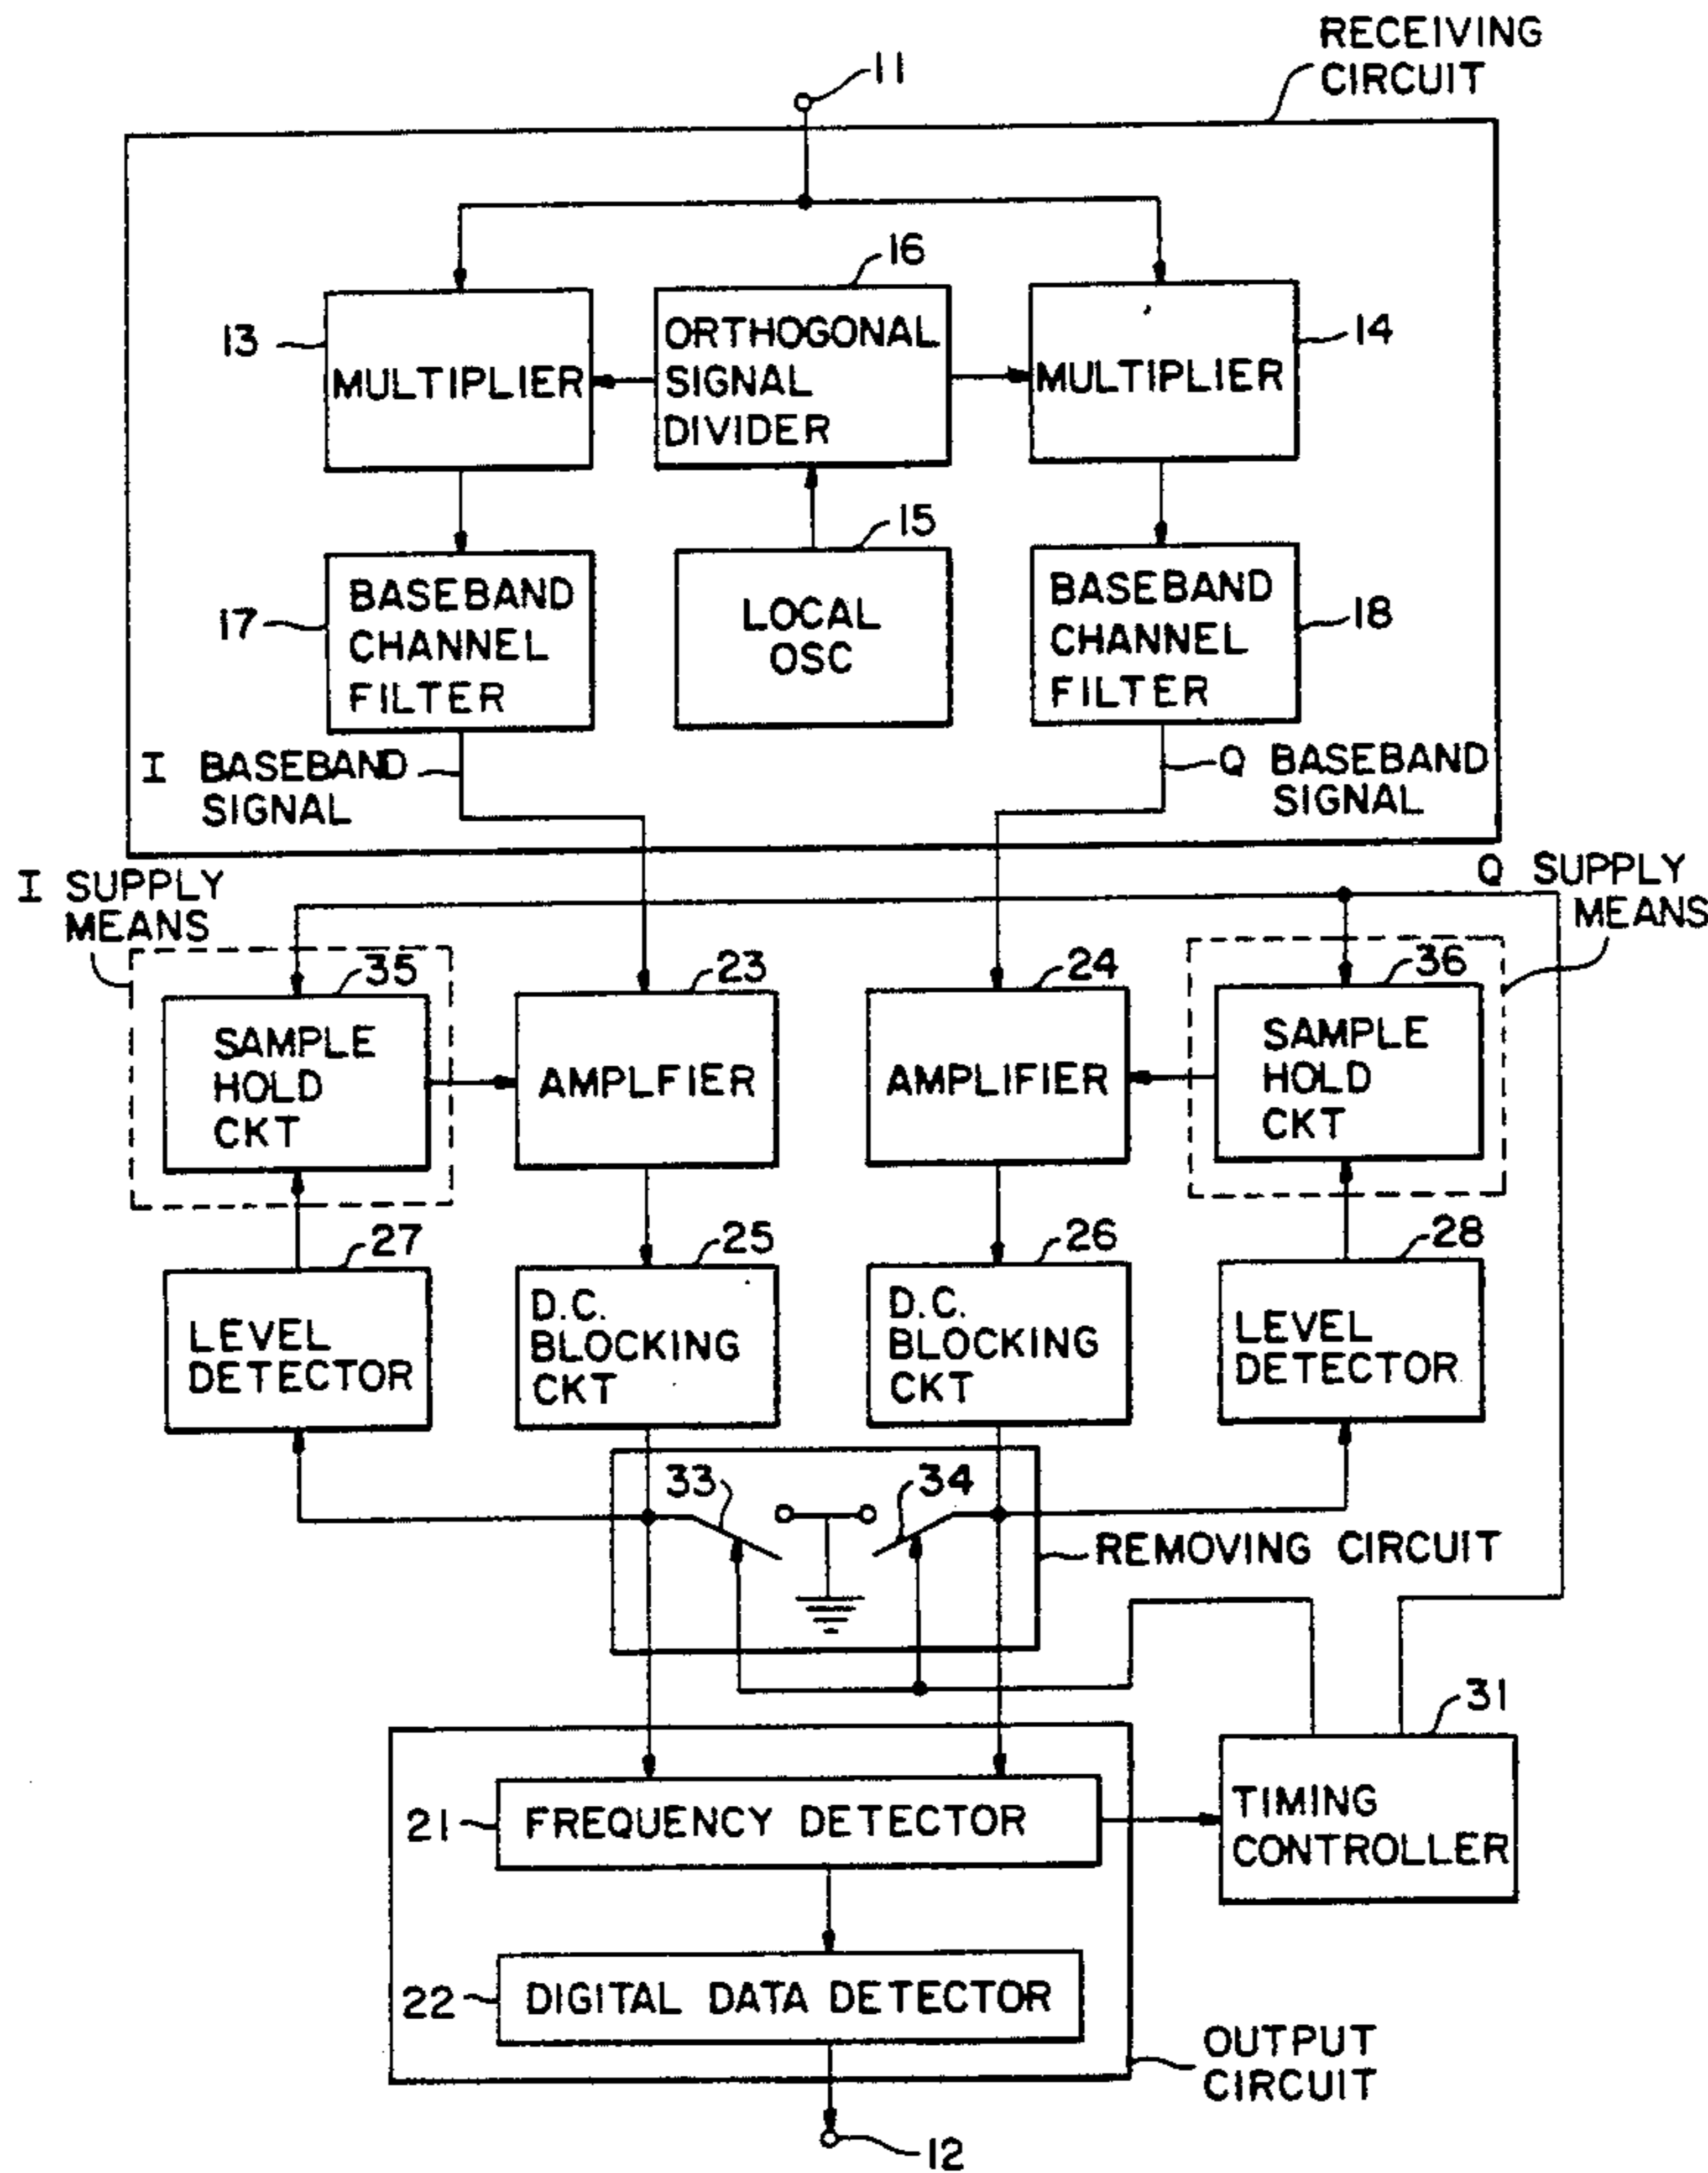 RECEIVING
CIRCUIT
11
16
13
MULTIPLIER
ORTHOGONAL
SIGNAL
DIVIDER
MULTIPLIER
14
15
17
BASEBAND
CHANNEL
FILTER
LOCAL
OSC
BASEBAND
CHANNEL
FILTER
18
I BASEBAND
SIGNAL
Q BASEBAND
SIGNAL
I SUPPLY
MEANS
Q SUPPLY
MEANS
35
23
24
36
SAMPLE
HOLD
CKT
AMPLFIER
AMPLIFIER
SAMPLE
HOLD
CKT
27
25
26
28
LEVEL
DETECTOR
D.C.
BLOCKING
CKT
D.C.
BLOCKING
CKT
LEVEL
DETECTOR
33
34
REMOVING CIRCUIT
31
21
FREQUENCY DETECTOR
TIMING
CONTROLLER
22
DIGITAL DATA DETECTOR
OUTPUT
CIRCUIT
12